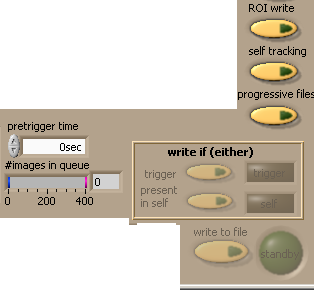 ROI write
self tracking
progressive files
pretrigger time
0sec
#images in queue
0
0 200 400
write if (either)
trigger
trigger
present
in self
self
write to file
standby